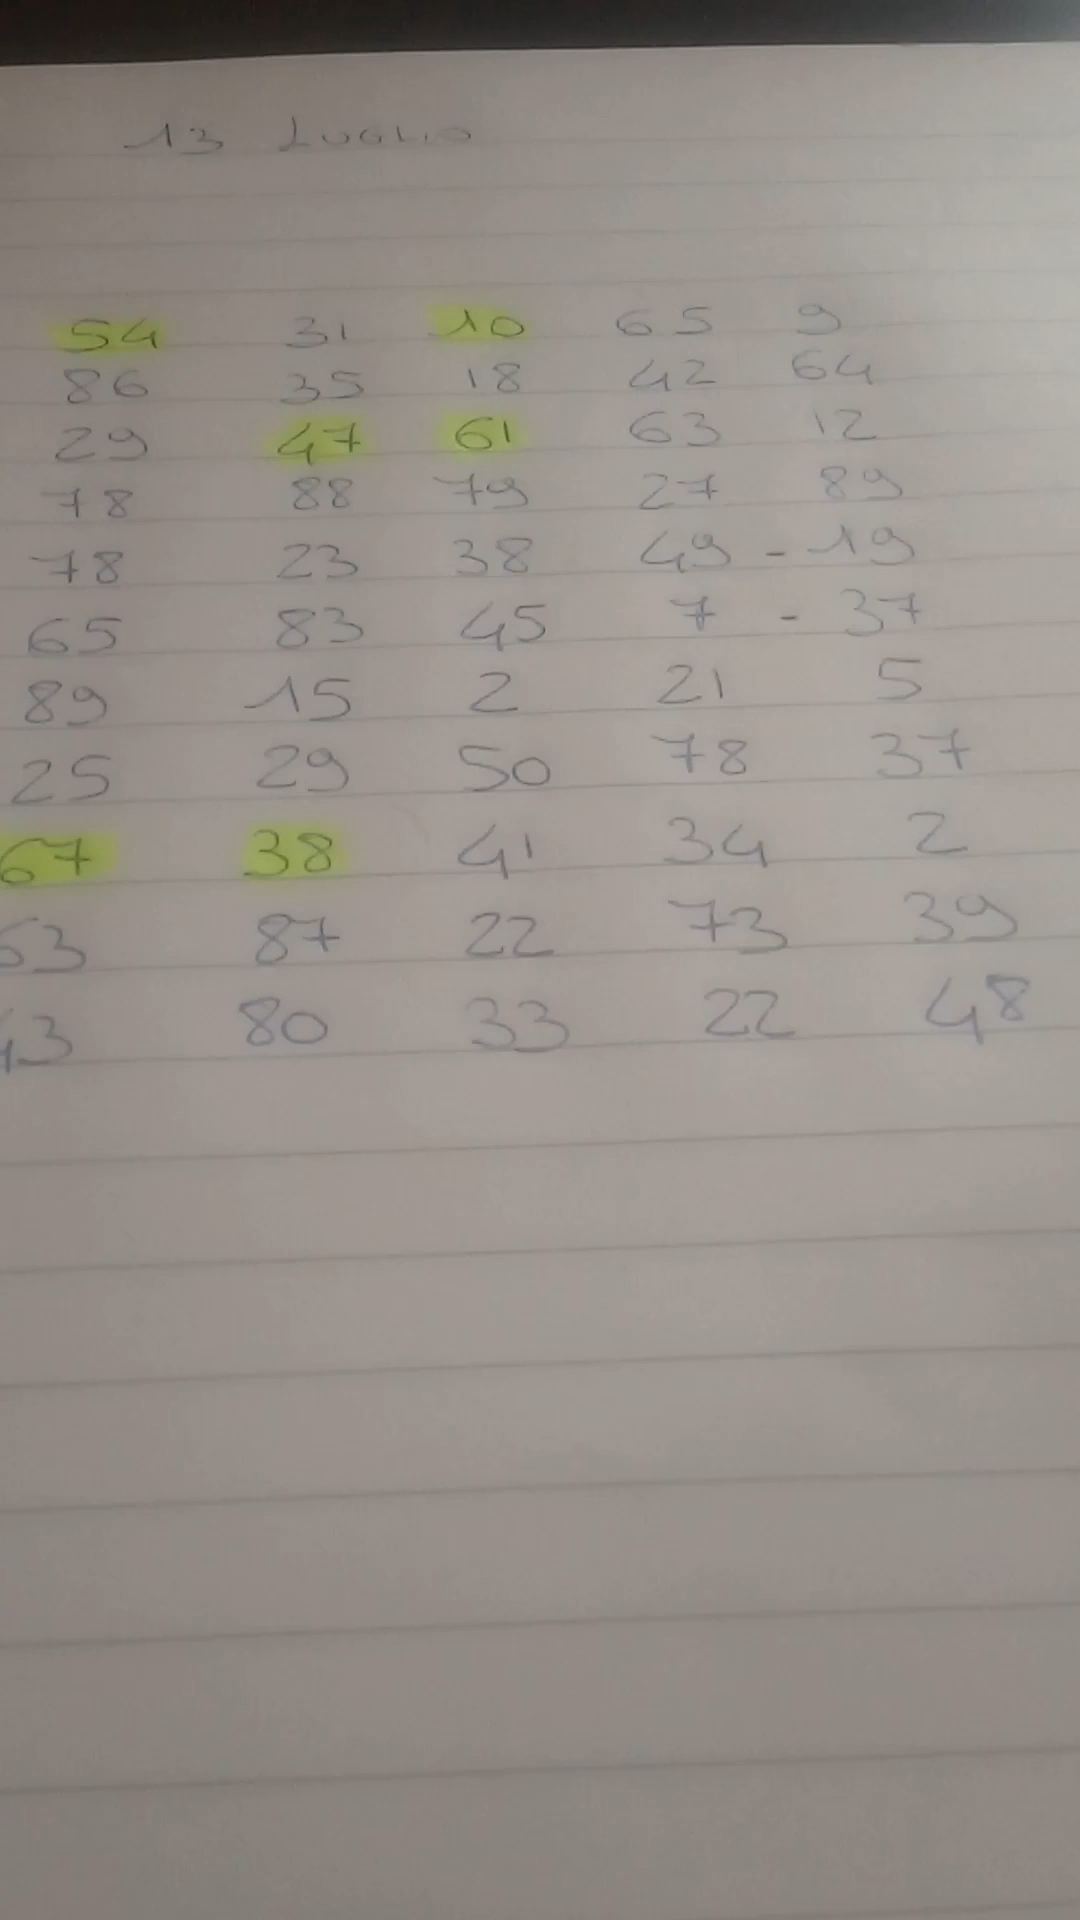 13 LUGLIO
54 31 10 65 9
86 35 18 42 64
29 47 61 63 12
78 88 79 27 89
78 23 38 49 - 19
65 83 45 7 - 37
89 15 2 21 5
25 29 50 78 37
67 38 41 34 2
87 22 73 39
80 33 22 48